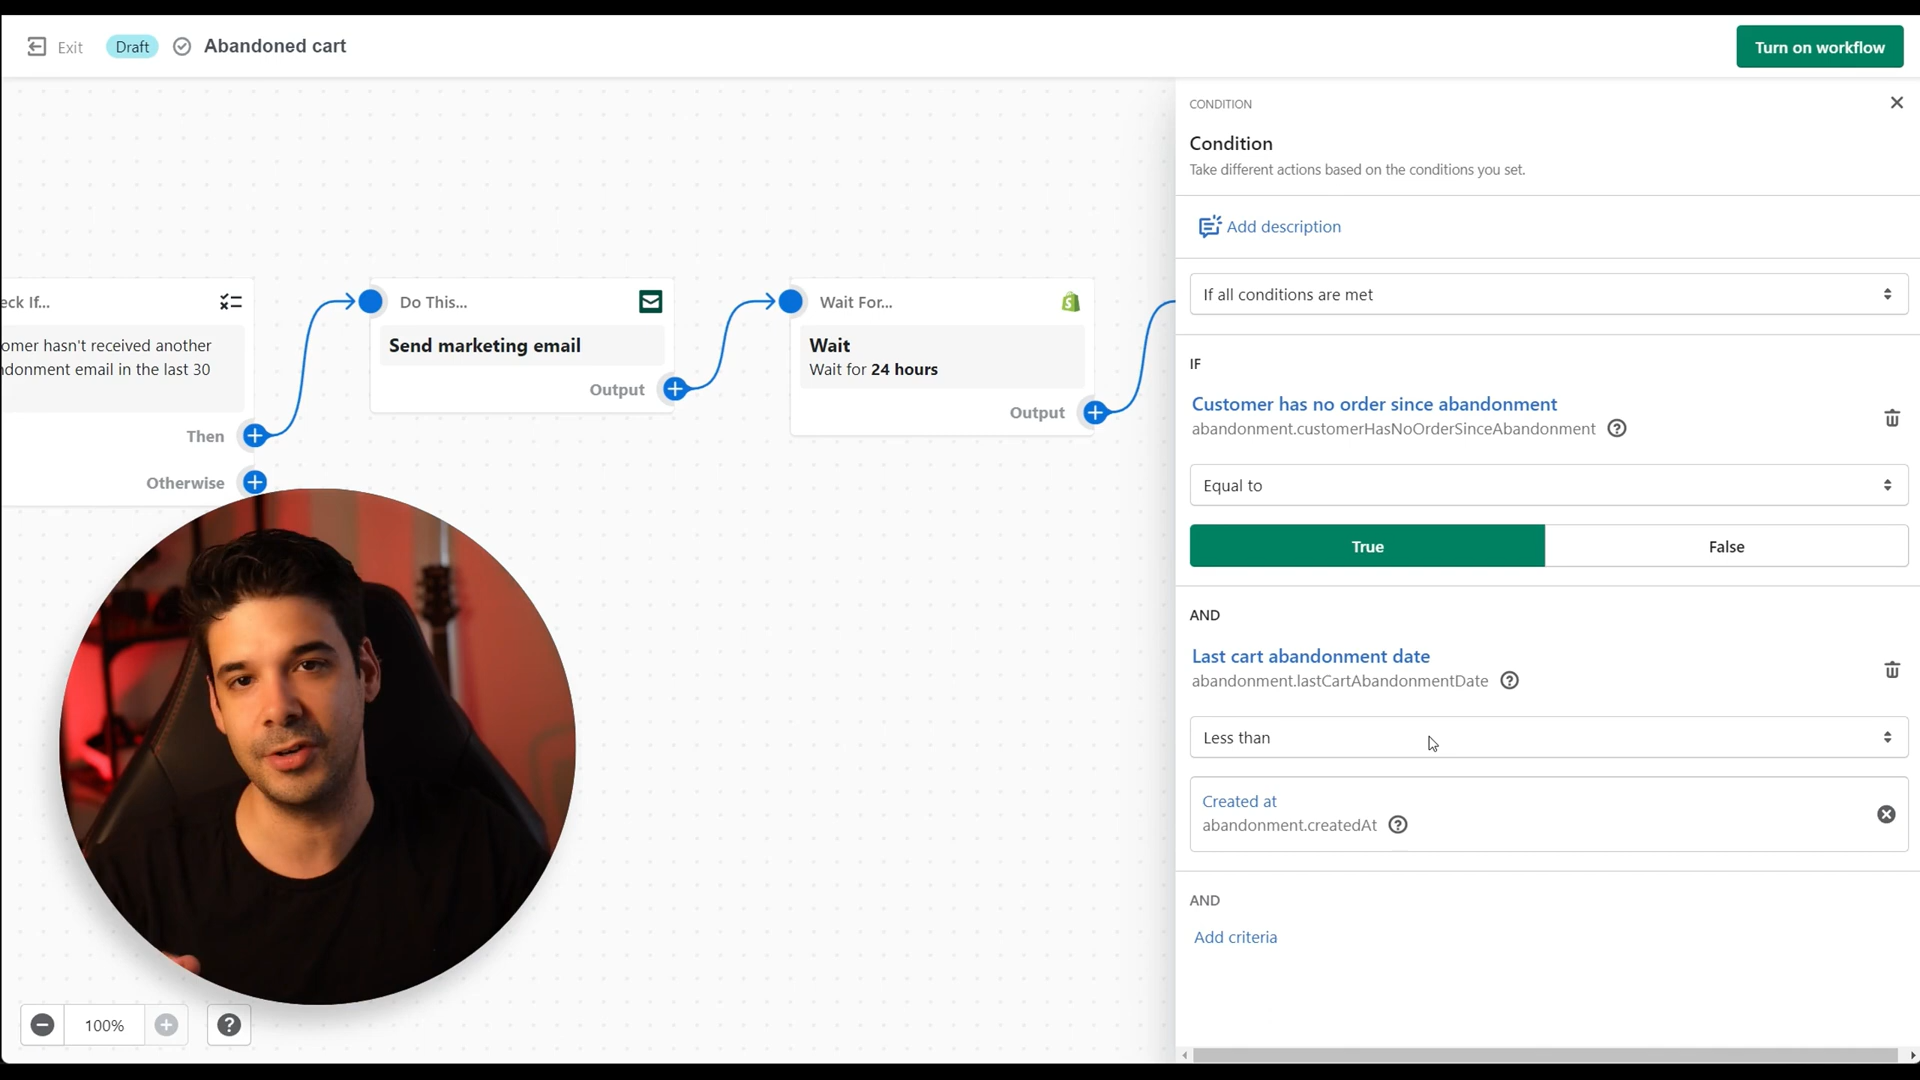 Exit
Draft
Abandoned cart
Turn on workflow
eck If...
omer hasn't received another
ndonment email in the last 30
Then
Otherwise
Do This...
Send marketing email
Output
Wait For...
Wait
Wait for 24 hours
Output
CONDITION
Condition
Take different actions based on the conditions you set.
Add description
If all conditions are met
IF
Customer has no order since abandonment
abandonment.customerHasNoOrderSinceAbandonment
Equal to
True
False
AND
Last cart abandonment date
abandonment.lastCartAbandonmentDate
Less than
Created at
abandonment.createdAt
AND
Add criteria
100%